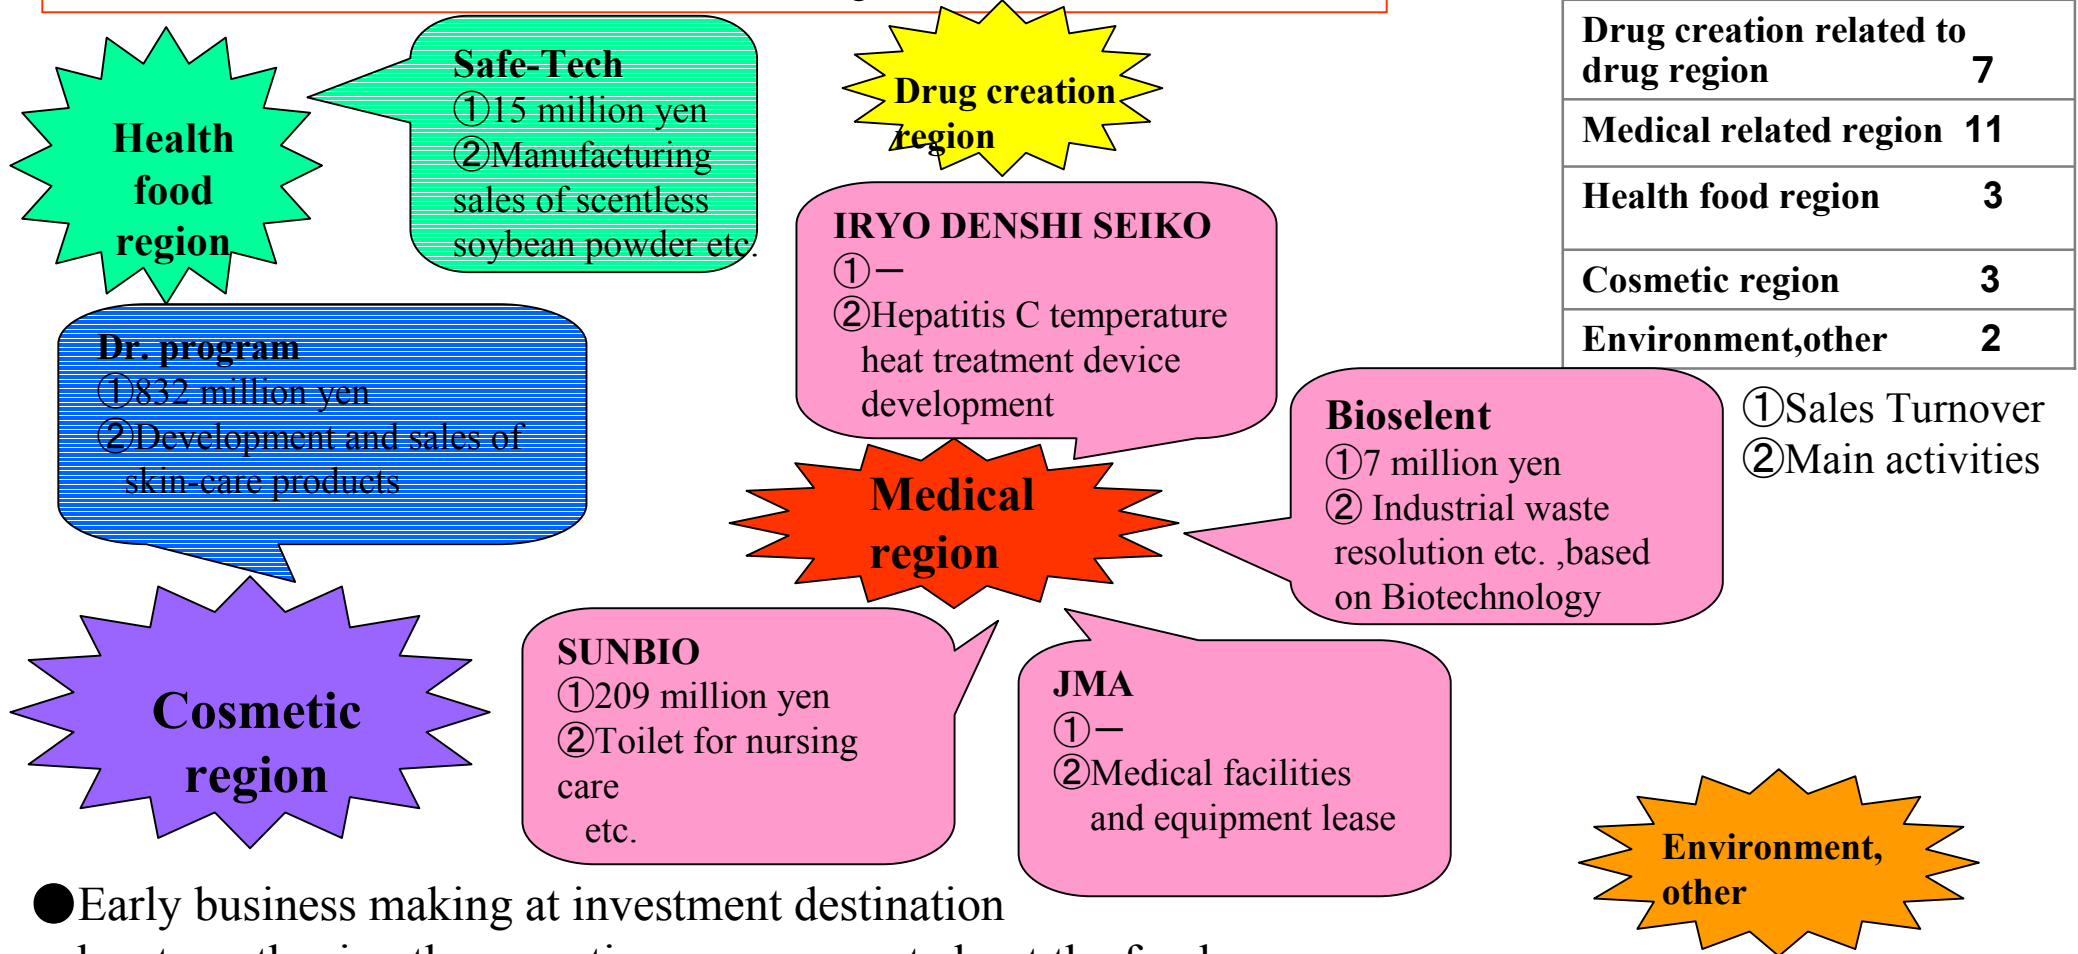 Safe-Tech
①15 million yen
②Manufacturing
sales of scentless
soybean powder etc.
Health
food
region
Drug creation
region
Drug creation related to
drug region 7
Medical related region 11
Health food region 3
Cosmetic region 3
Environment,other 2
①Sales Turnover
②Main activities
IRYO DENSHI SEIKO
①－
②Hepatitis C temperature
heat treatment device
development
Dr. program
①832 million yen
②Development and sales of
skin-care products
Bioselent
①7 million yen
② Industrial waste
resolution etc. ,based
on Biotechnology
Medical
region
Cosmetic
region
SUNBIO
①209 million yen
②Toilet for nursing
care
etc.
JMA
①－
②Medical facilities
and equipment lease
Environment,
other
●Early business making at investment destination